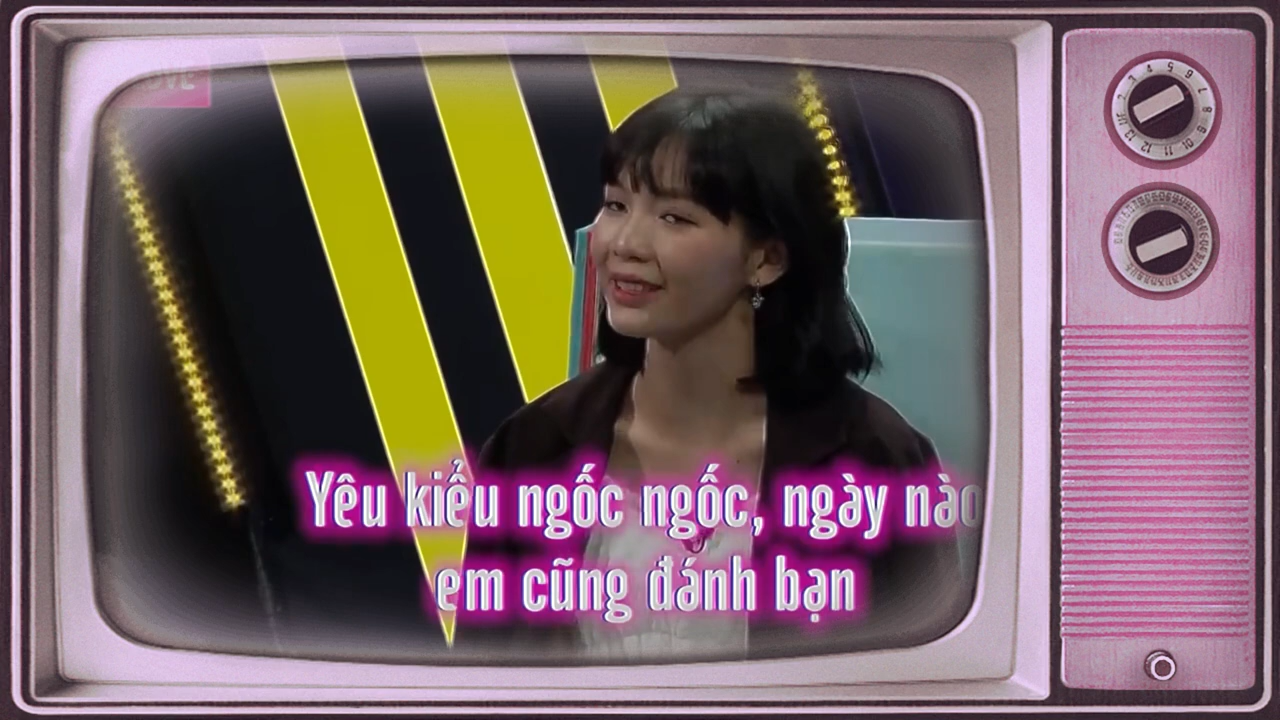 Yêu kiểu ngốc ngốc, ngày nào
em cũng đánh bạn